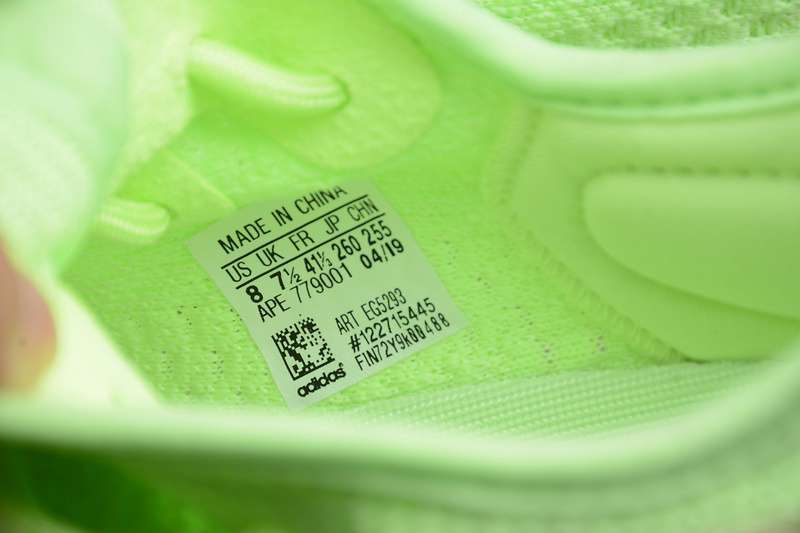 MADE IN CHINA
US UK FR JP CHN
8 7½ 41⅓ 260 255
APE 779001 04/19
ART EG5293
#122715445
FIN72Y9K00488
adidas